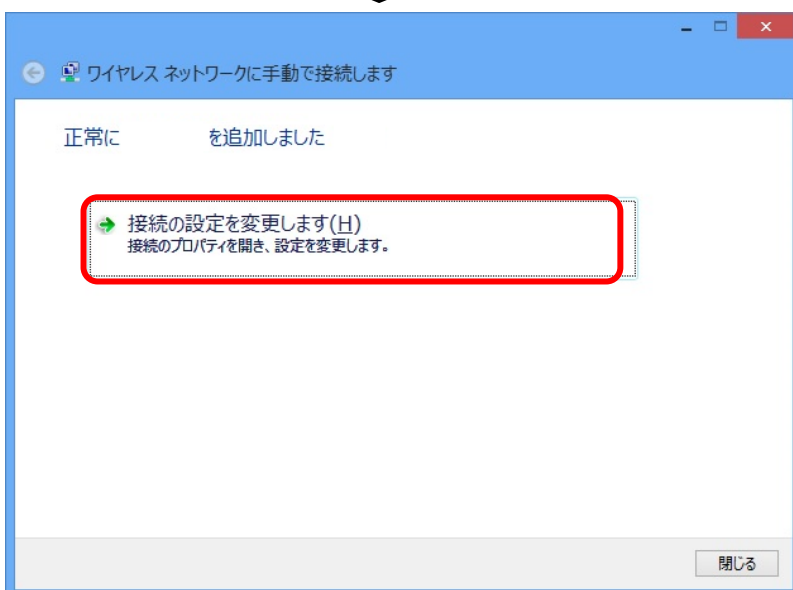 ワイヤレス ネットワークに手動で接続します
正常に を追加しました
接続の設定を変更します(H)
接続のプロパティを開き、設定を変更します。
閉じる